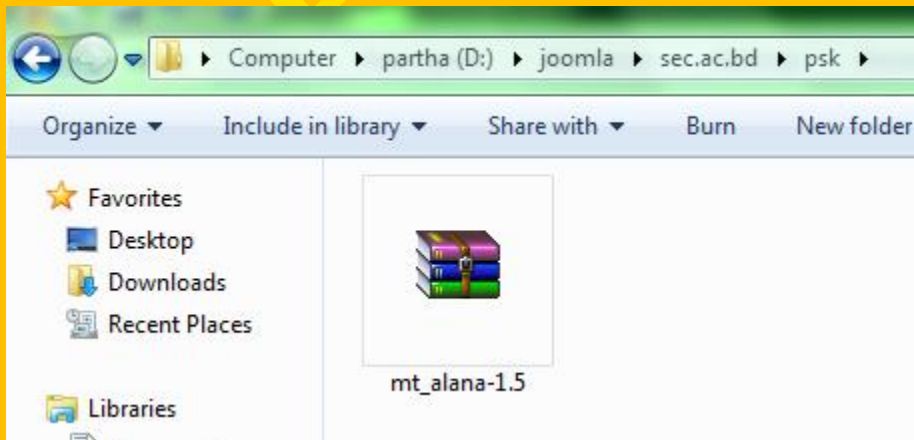 Computer ▸ partha (D:) ▸ joomla ▸ sec.ac.bd ▸ psk ▸
Organize ▾ Include in library ▾ Share with ▾ Burn New folder
Favorites
Desktop
Downloads
Recent Places
Libraries
mt_alana-1.5